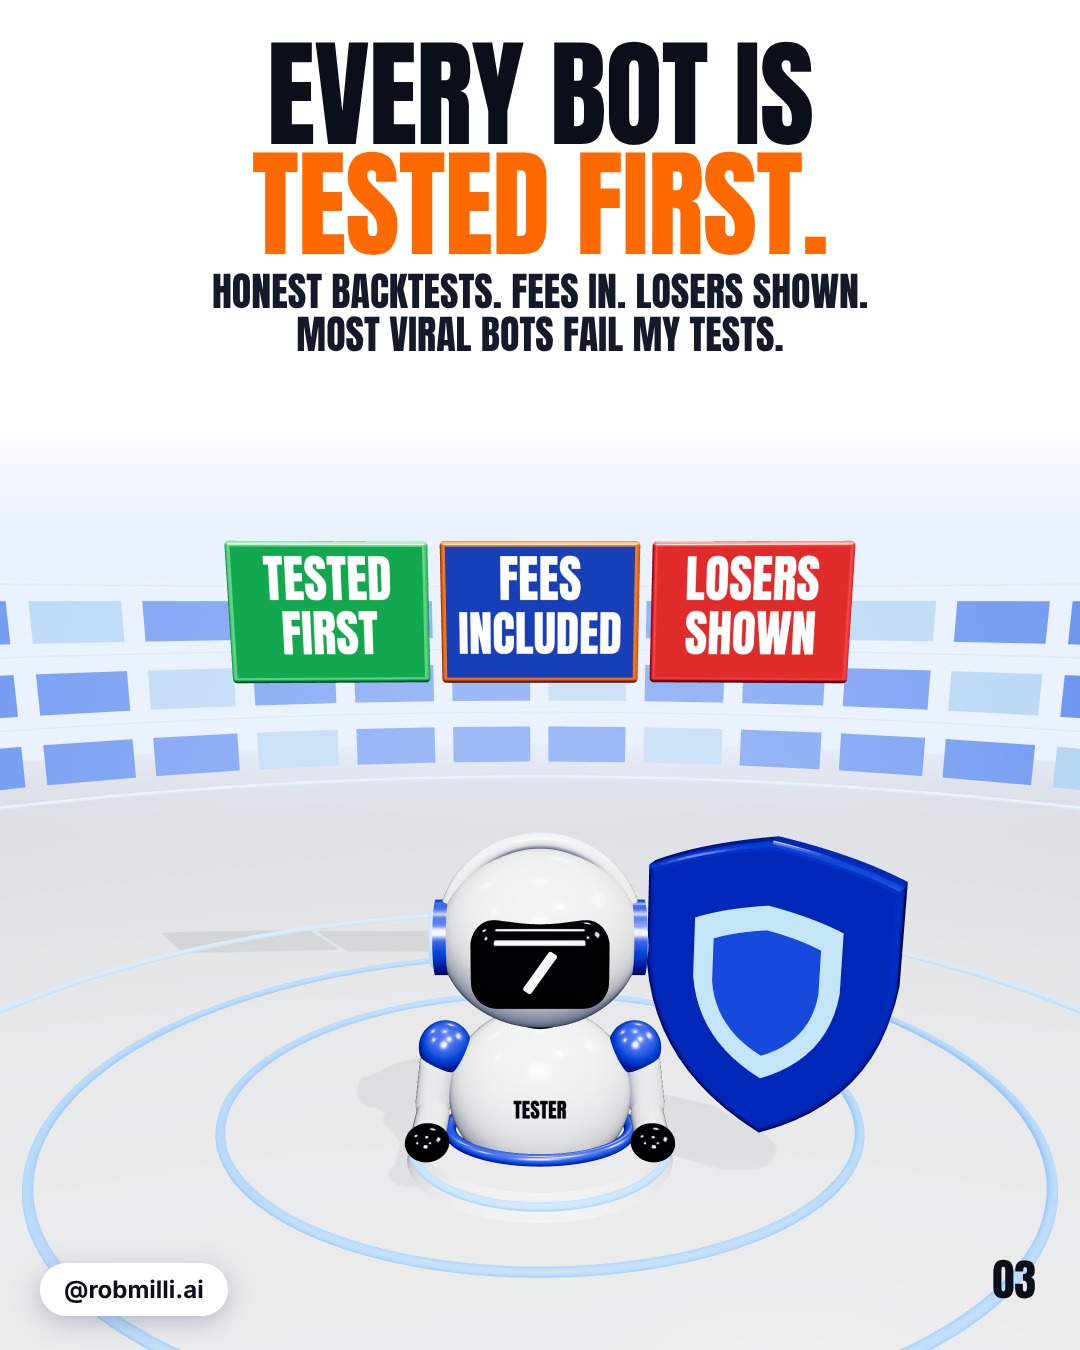 EVERY BOT IS
TESTED FIRST.
HONEST BACKTESTS. FEES IN. LOSERS SHOWN.
MOST VIRAL BOTS FAIL MY TESTS.
TESTED
FIRST
FEES
INCLUDED
LOSERS
SHOWN
TESTER
@robmilli.ai
03